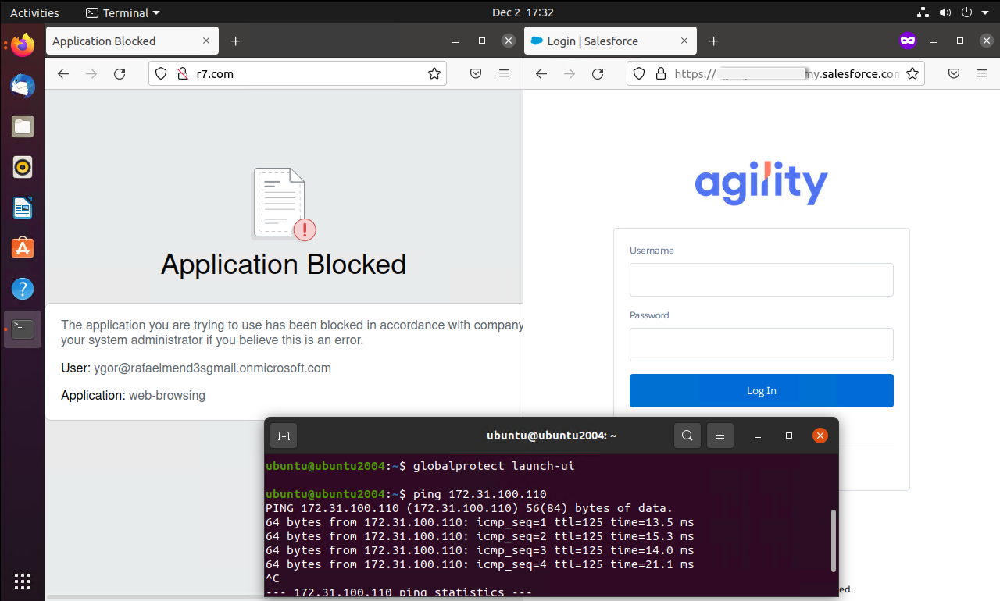 Activities
Terminal
Dec 2 17:32
Application Blocked
r7.com
Application Blocked
The application you are trying to use has been blocked in accordance with company
your system administrator if you believe this is an error.
User: ygor@rafaelmend3sgmail.onmicrosoft.com
Application: web-browsing
Login | Salesforce
https:// my.salesforce.com
agility
Username
Password
Log In
ed.
ubuntu@ubuntu2004: ~
ubuntu@ubuntu2004:~$ globalprotect launch-ui
ubuntu@ubuntu2004:~$ ping 172.31.100.110
PING 172.31.100.110 (172.31.100.110) 56(84) bytes of data.
64 bytes from 172.31.100.110: icmp_seq=1 ttl=125 time=13.5 ms
64 bytes from 172.31.100.110: icmp_seq=2 ttl=125 time=15.3 ms
64 bytes from 172.31.100.110: icmp_seq=3 ttl=125 time=14.0 ms
64 bytes from 172.31.100.110: icmp_seq=4 ttl=125 time=21.1 ms
^C
--- 172.31.100.110 ping statistics ---